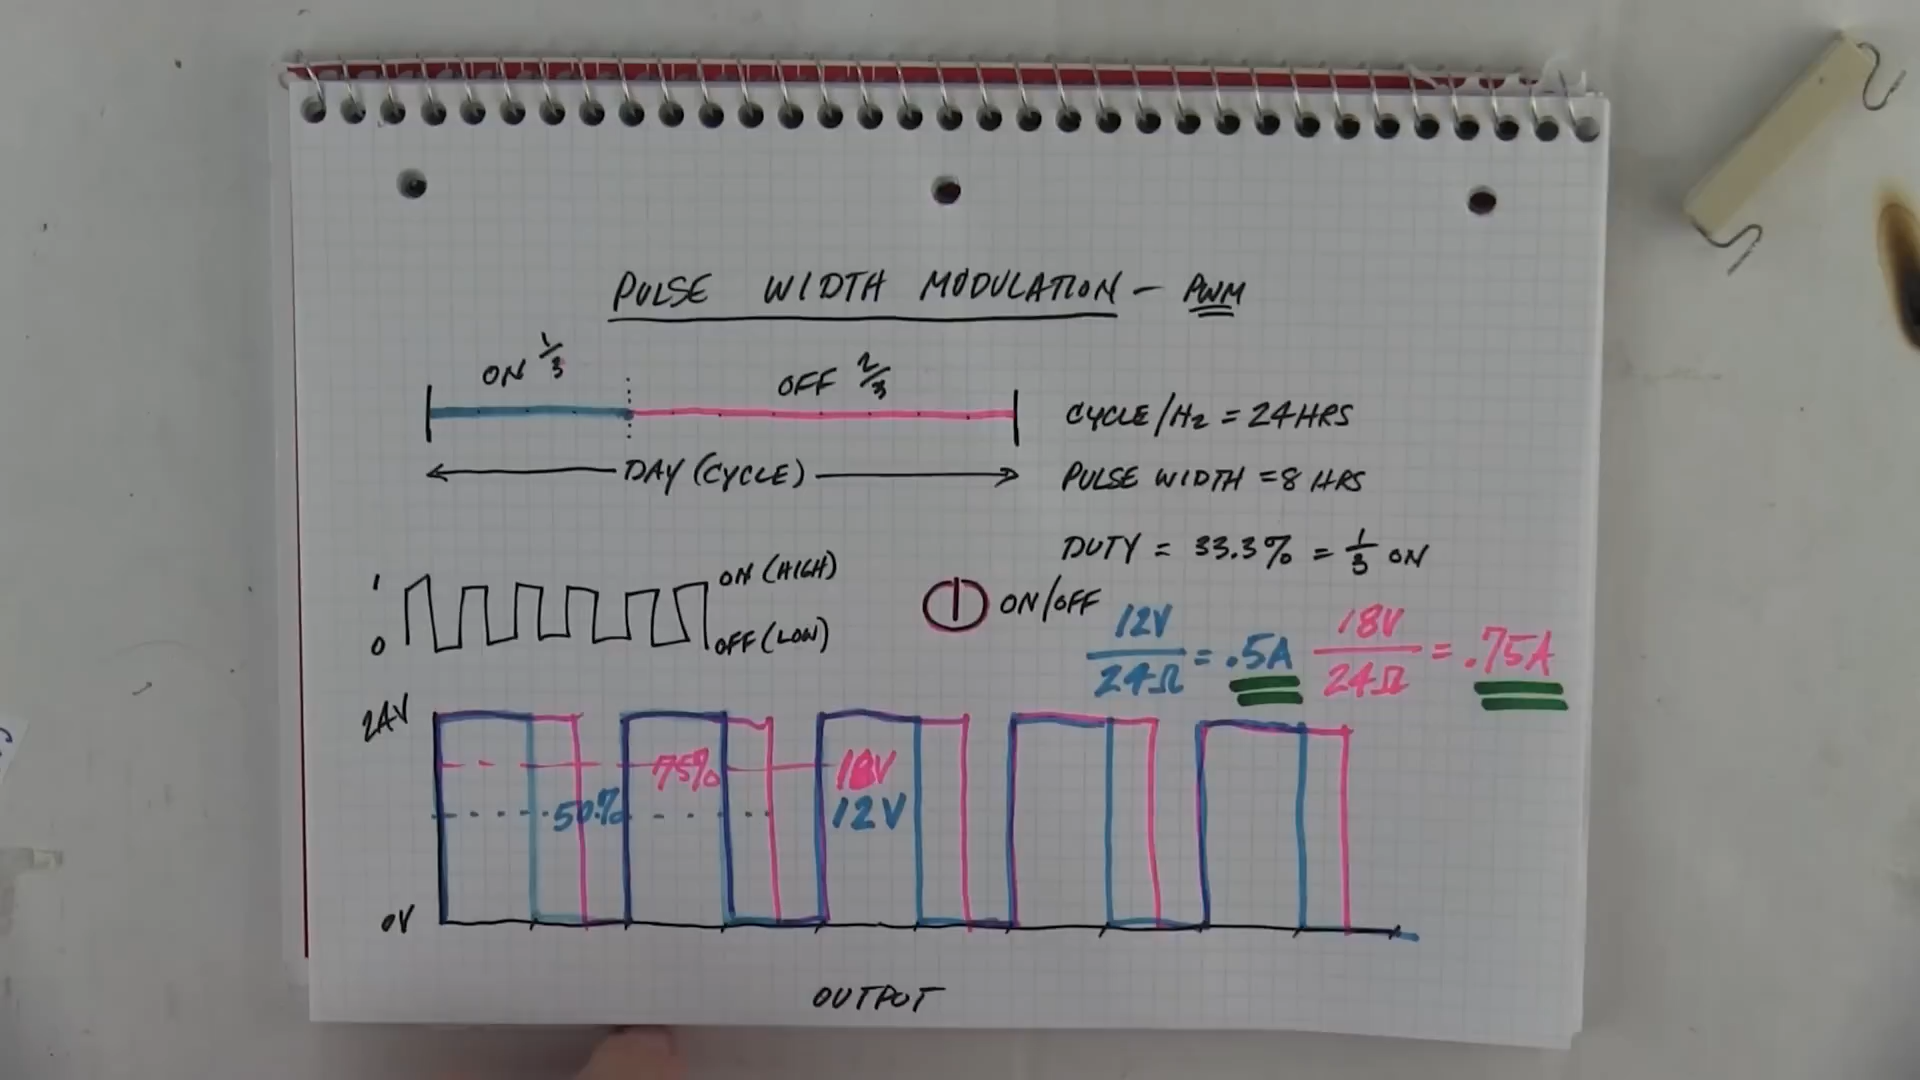 PULSE WIDTH MODULATION - PWM
ON 1/3
OFF 2/3
DAY (CYCLE)
CYCLE/Hz = 24 HRS
PULSE WIDTH = 8 HRS
DUTY = 33.3% = 1/3 ON
1
0
ON (HIGH)
OFF (LOW)
ON/OFF
12V/24Ω = .5A
18V/24Ω = .75A
24V
75%
18V
50%
12V
0V
OUTPUT